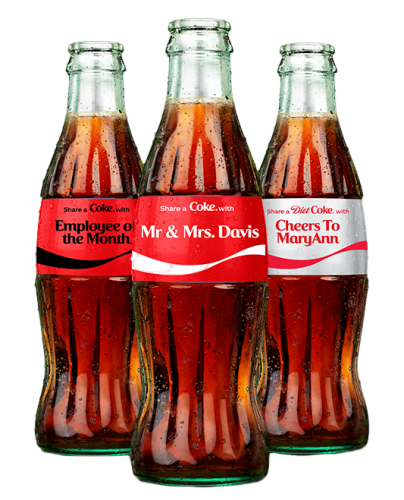 Share a Coke. with
Employee of
the Month
Share a Coke. with
Mr & Mrs. Davis
Share a Diet Coke. with
Cheers To
MaryAnn